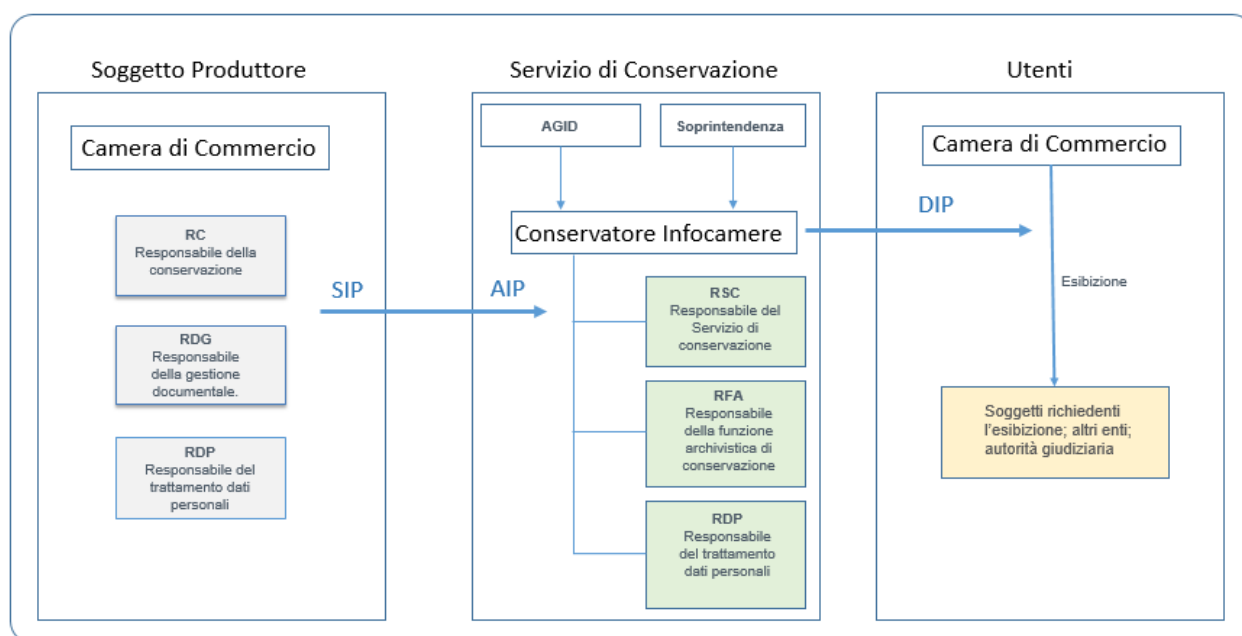 Soggetto Produttore
Camera di Commercio
RC
Responsabile della
conservazione
RDG
Responsabile
della gestione
documentale.
RDP
Responsabile del
trattamento dati
personali
SIP
Servizio di Conservazione
AGID
Soprintendenza
Conservatore Infocamere
AIP
RSC
Responsabile del
Servizio di
conservazione
RFA
Responsabile
della funzione
archivistica di
conservazione
RDP
Responsabile
del trattamento
dati personali
DIP
Utenti
Camera di Commercio
Esibizione
Soggetti richiedenti
l'esibizione; altri enti;
autorità giudiziaria